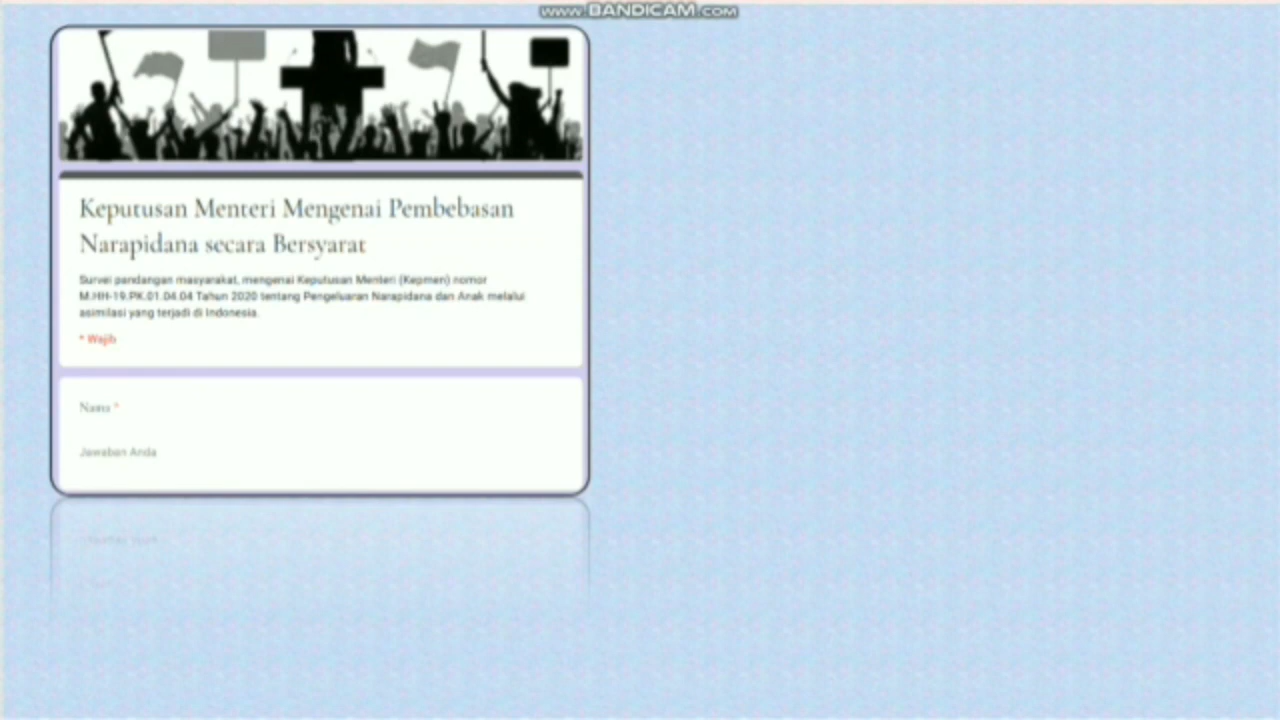 WWW.BANDICAM.COM
Keputusan Menteri Mengenai Pembebasan
Narapidana secara Bersyarat
Survei pandangan masyarakat, mengenai Keputusan Menteri (Kepmen) nomor
M.HH-19.PK.01.04.04 Tahun 2020 tentang Pengeluaran Narapidana dan Anak melalui
asimilasi yang terjadi di Indonesia.
* Wajib
Nama *
Jawaban Anda